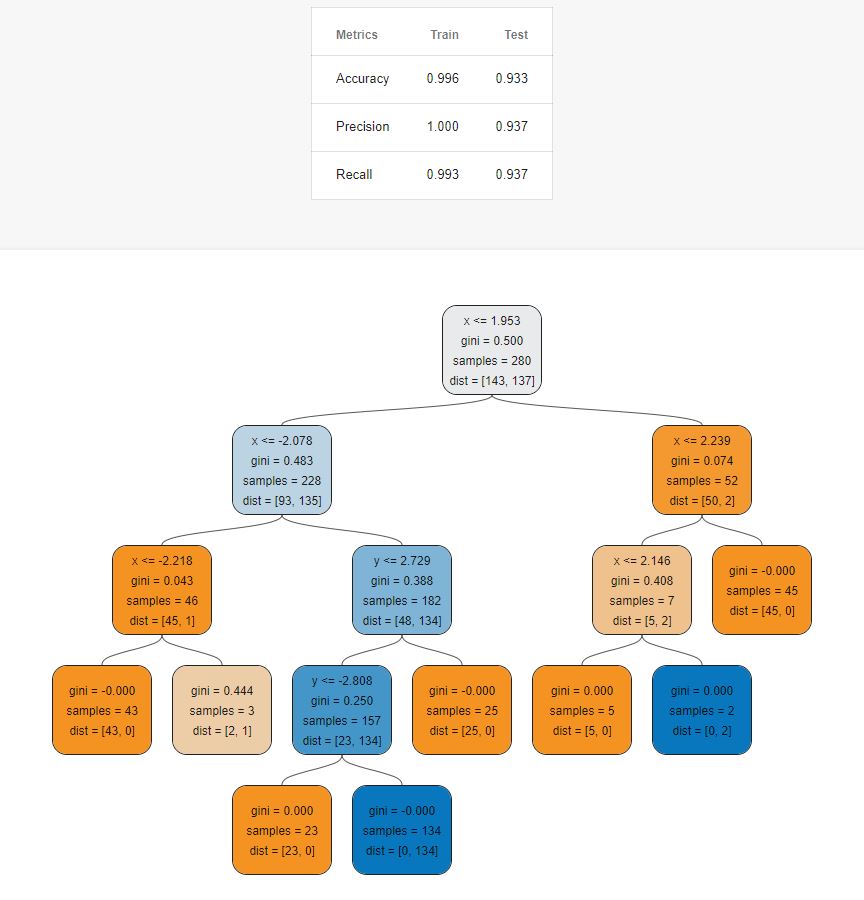 Metrics Train Test
Accuracy 0.996 0.933
Precision 1.000 0.937
Recall 0.993 0.937
x <= 1.953
gini = 0.500
samples = 280
dist = [143, 137]
x <= -2.078
gini = 0.483
samples = 228
dist = [93, 135]
x <= 2.239
gini = 0.074
samples = 52
dist = [50, 2]
x <= -2.218
gini = 0.043
samples = 46
dist = [45, 1]
y <= 2.729
gini = 0.388
samples = 182
dist = [48, 134]
x <= 2.146
gini = 0.408
samples = 7
dist = [5, 2]
gini = -0.000
samples = 45
dist = [45, 0]
gini = -0.000
samples = 43
dist = [43, 0]
gini = 0.444
samples = 3
dist = [2, 1]
y <= -2.808
gini = 0.250
samples = 157
dist = [23, 134]
gini = -0.000
samples = 25
dist = [25, 0]
gini = 0.000
samples = 5
dist = [5, 0]
gini = 0.000
samples = 2
dist = [0, 2]
gini = 0.000
samples = 23
dist = [23, 0]
gini = -0.000
samples = 134
dist = [0, 134]